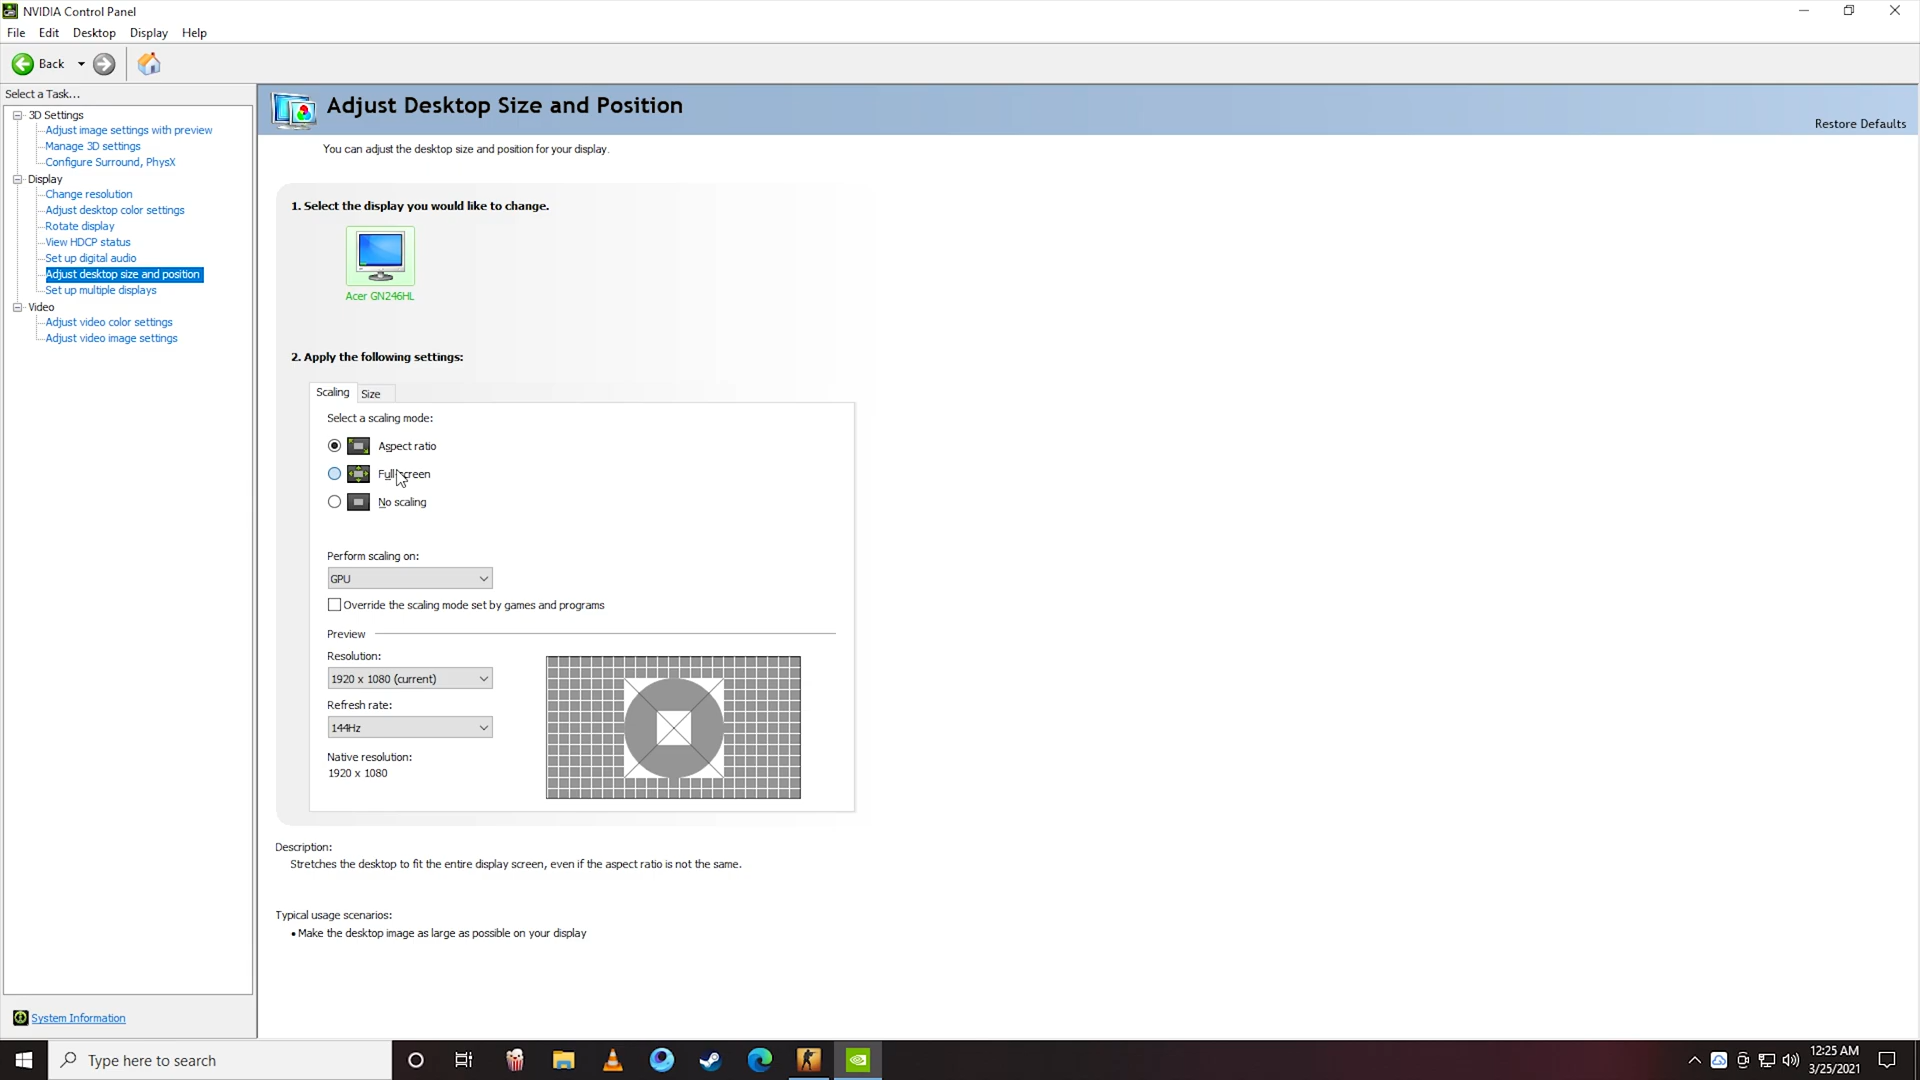 NVIDIA Control Panel
File Edit Desktop Display Help
Back
Select a Task...
3D Settings
Adjust image settings with preview
Manage 3D settings
Configure Surround, PhysX
Display
Change resolution
Adjust desktop color settings
Rotate display
View HDCP status
Set up digital audio
Adjust desktop size and position
Set up multiple displays
Video
Adjust video color settings
Adjust video image settings
System Information
Adjust Desktop Size and Position
Restore Defaults
You can adjust the desktop size and position for your display.
1. Select the display you would like to change.
Acer GN246HL
2. Apply the following settings:
Scaling Size
Select a scaling mode:
Aspect ratio
Full-screen
No scaling
Perform scaling on:
GPU
Override the scaling mode set by games and programs
Preview
Resolution:
1920 x 1080 (current)
Refresh rate:
144Hz
Native resolution:
1920 x 1080
Description:
Stretches the desktop to fit the entire display screen, even if the aspect ratio is not the same.
Typical usage scenarios:
• Make the desktop image as large as possible on your display
Type here to search
12:25 AM
3/25/2021